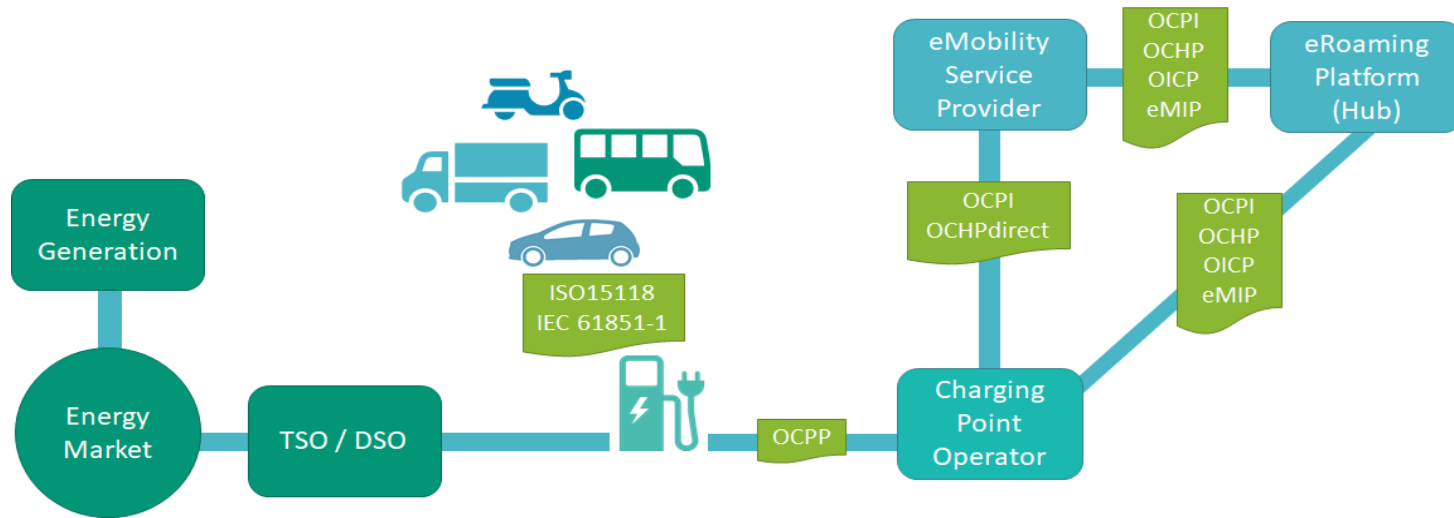 eMobility
Service
Provider
OCPI
OCHP
OICP
eMIP
eRoaming
Platform
(Hub)
Energy
Generation
OCPI
OCHPdirect
OCPI
OCHP
OICP
eMIP
ISO15118
IEC 61851-1
Energy
Market
TSO / DSO
OCPP
Charging
Point
Operator